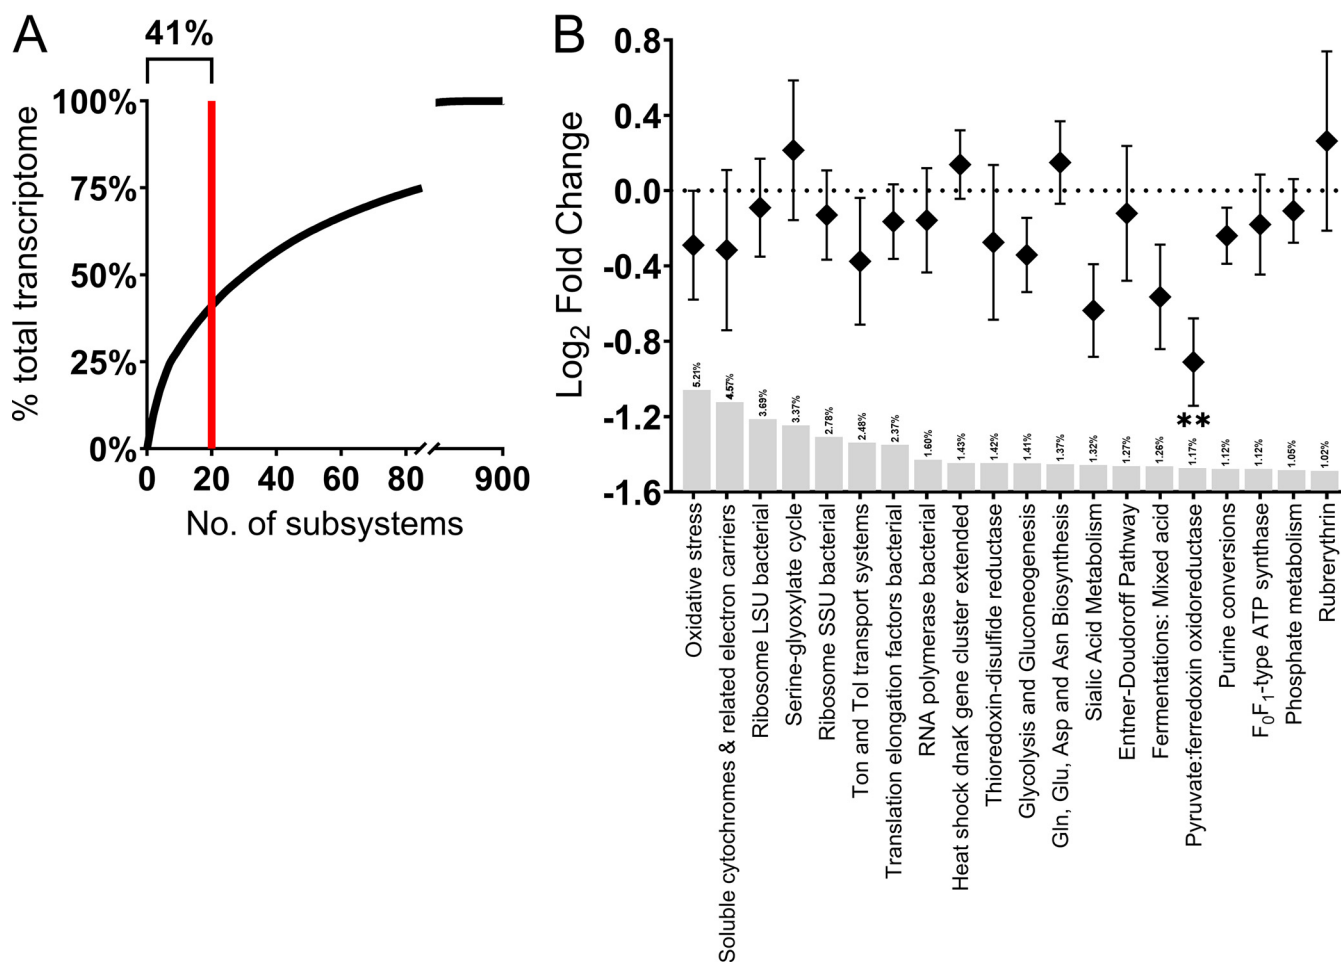 A
41%
% total transcriptome
100%
75%
50%
25%
0%
0
20
40
60
80
900
No. of subsystems
B
Log2 Fold Change
0.8
0.4
0.0
-0.4
-0.8
-1.2
-1.6
5.21%
4.57%
3.69%
3.37%
2.78%
2.48%
2.37%
1.60%
1.43%
1.42%
1.41%
1.37%
1.32%
1.27%
1.26%
1.17%
1.12%
1.12%
1.05%
1.02%
**
Oxidative stress
Soluble cytochromes & related electron carriers
Ribosome LSU bacterial
Serine-glyoxylate cycle
Ribosome SSU bacterial
Ton and Tol transport systems
Translation elongation factors bacterial
RNA polymerase bacterial
Heat shock dnaK gene cluster extended
Thioredoxin-disulfide reductase
Glycolysis and Gluconeogenesis
Gln, Glu, Asp and Asn Biosynthesis
Sialic Acid Metabolism
Entner-Doudoroff Pathway
Fermentations: Mixed acid
Pyruvate:ferredoxin oxidoreductase
Purine conversions
F0F1-type ATP synthase
Phosphate metabolism
Rubrerythrin